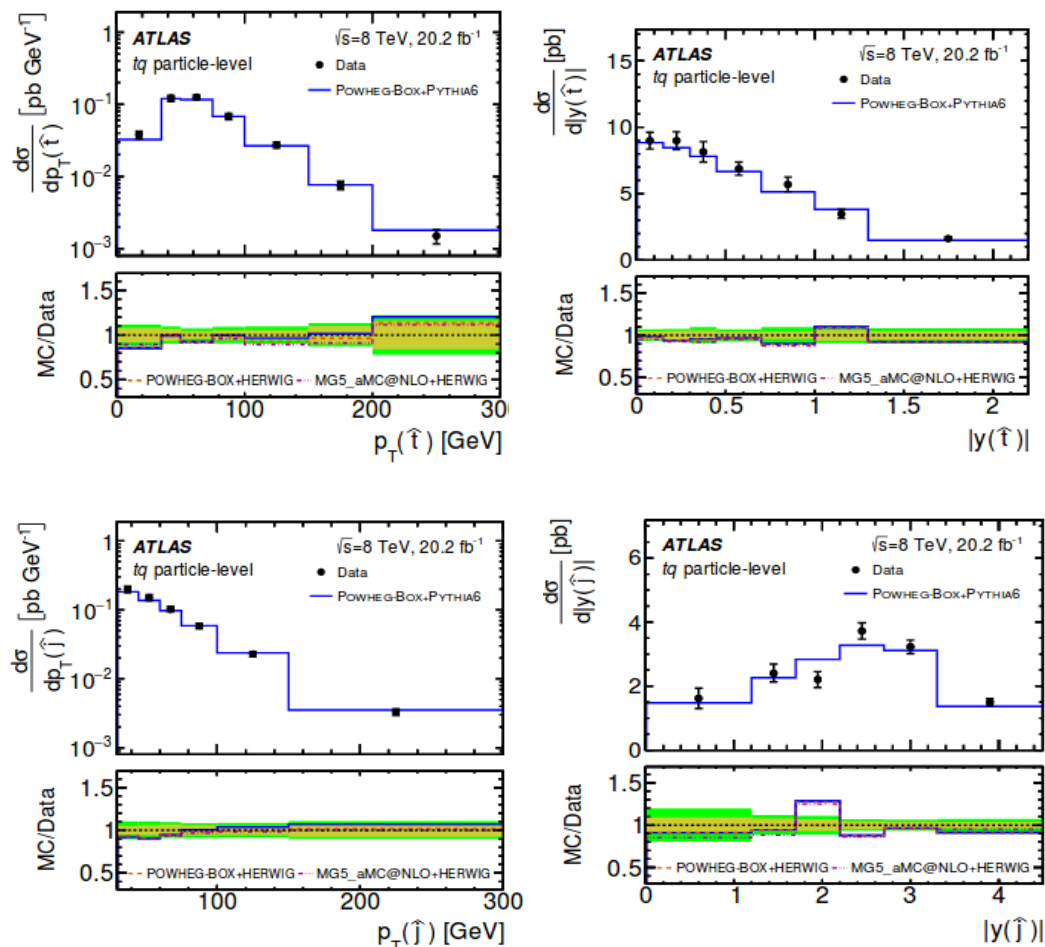 ATLAS √s=8 TeV, 20.2 fb⁻¹
tq particle-level • Data
POWHEG-BOX+PYTHIA6
dσ/dp_T(t̂) [pb GeV⁻¹]
1
10⁻¹
10⁻²
10⁻³
MC/Data
1.5
1
0.5
POWHEG-BOX+HERWIG MG5_aMC@NLO+HERWIG
0 100 200 300
p_T(t̂) [GeV]
ATLAS √s=8 TeV, 20.2 fb⁻¹
tq particle-level • Data
POWHEG-BOX+PYTHIA6
dσ/d|y(t̂)| [pb]
15
10
5
0
MC/Data
1.5
1
0.5
POWHEG-BOX+HERWIG MG5_aMC@NLO+HERWIG
0 0.5 1 1.5 2
|y(t̂)|
ATLAS √s=8 TeV, 20.2 fb⁻¹
tq particle-level • Data
POWHEG-BOX+PYTHIA6
dσ/dp_T(ĵ) [pb GeV⁻¹]
1
10⁻¹
10⁻²
10⁻³
MC/Data
1.5
1
0.5
POWHEG-BOX+HERWIG MG5_aMC@NLO+HERWIG
100 200 300
p_T(ĵ) [GeV]
ATLAS √s=8 TeV, 20.2 fb⁻¹
tq particle-level • Data
POWHEG-BOX+PYTHIA6
dσ/d|y(ĵ)| [pb]
6
4
2
0
MC/Data
1.5
1
0.5
POWHEG-BOX+HERWIG MG5_aMC@NLO+HERWIG
0 1 2 3 4
|y(ĵ)|